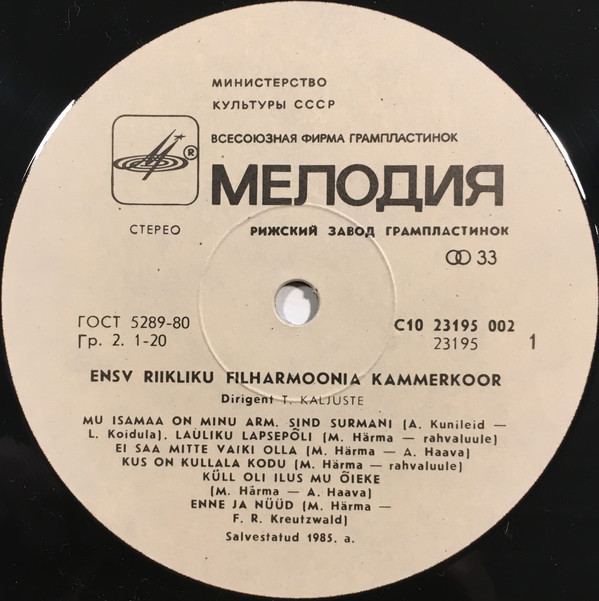 МИНИСТЕРСТВО
КУЛЬТУРЫ СССР
ВСЕСОЮЗНАЯ ФИРМА ГРАМПЛАСТИНОК
®
МЕЛОДИЯ
СТЕРЕО
РИЖСКИЙ ЗАВОД ГРАМПЛАСТИНОК
33
ГОСТ 5289-80
С10 23195 002
Гр. 2. 1-20
23195 1
ENSV RIIKLIKU FILHARMOONIA KAMMERKOOR
Dirigent T. KALJUSTE
MU ISAMAA ON MINU ARM. SIND SURMANI (A. Kunileid —
L. Koidula). LAULIKU LAPSEPÕLI (M. Härma — rahvaluule)
EI SAA MITTE VAIKI OLLA (M. Härma — A. Haava)
KUS ON KULLALA KODU (M. Härma — rahvaluule)
KÜLL OLI ILUS MU ÕIEKE
(M. Härma — A. Haava)
ENNE JA NÜÜD (M. Härma —
F. R. Kreutzwald)
Salvestatud 1985. a.